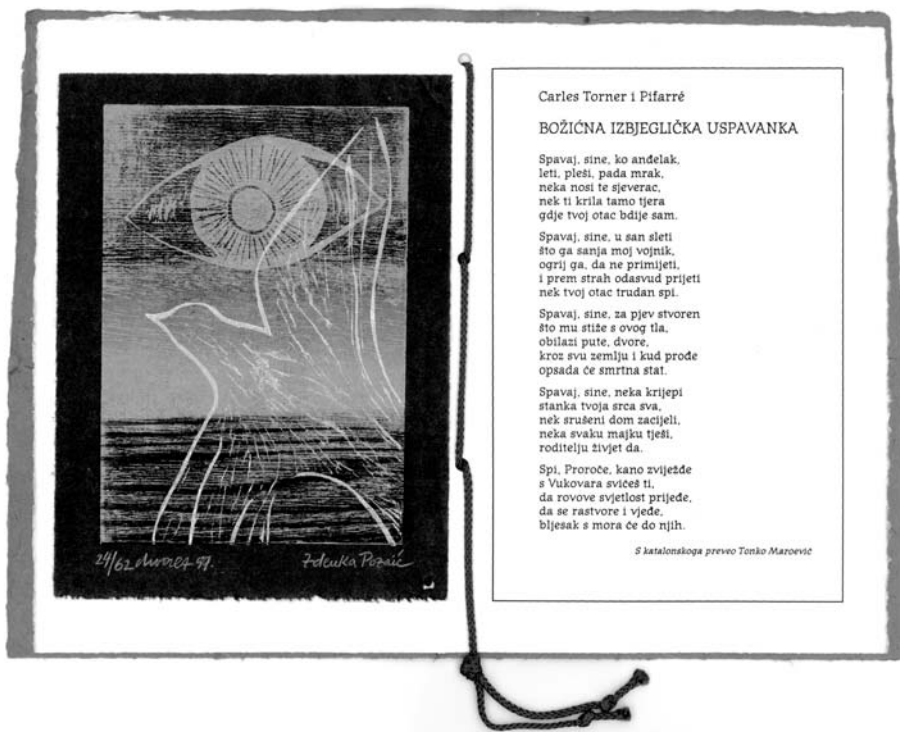 24/62 drvorez 97.
Zdenka Pozaić
Carles Torner i Pifarré
BOŽIĆNA IZBJEGLIČKA USPAVANKA
Spavaj, sine, ko anđelak,
leti, pleši, pada mrak,
neka nosi te sjeverac,
nek ti krila tamo tjera
gdje tvoj otac bdije sam.
Spavaj, sine, u san sleti
što ga sanja moj vojnik,
ogrij ga, da ne primijeti,
i prem strah odasvud prijeti
nek tvoj otac trudan spi.
Spavaj, sine, za pjev stvoren
što mu stiže s ovog tla,
obilazi pute, dvore,
kroz svu zemlju i kud prođe
opsada će smrtna stat.
Spavaj, sine, neka krijepi
stanka tvoja srca sva,
nek srušeni dom zacijeli,
neka svaku majku tješi,
roditelju živjet da.
Spi, Proroče, kano zviježđe
s Vukovara svićeš ti,
da rovove svjetlost prijeđe,
da se rastvore i vjeđe,
bljesak s mora će do njih.
S katalonskoga preveo Tonko Maroević